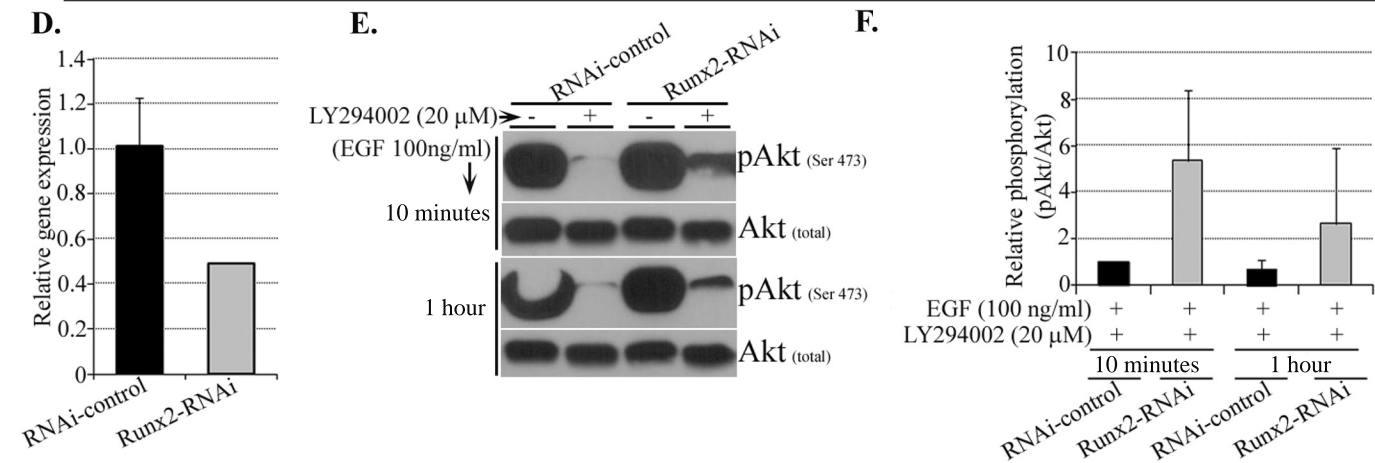 D.
1.4
1.2
1.0
0.8
0.6
0.4
0.2
0
Relative gene expression
RNAi-control
Runx2-RNAi
E.
RNAi-control
Runx2-RNAi
LY294002 (20 µM)
- + - +
(EGF 100ng/ml)
10 minutes
pAkt (Ser 473)
Akt (total)
1 hour
pAkt (Ser 473)
Akt (total)
F.
Relative phosphorylation
(pAkt/Akt)
10
8
6
4
2
0
EGF (100 ng/ml) + + + +
LY294002 (20 µM) + + + +
10 minutes 1 hour
RNAi-control
Runx2-RNAi
RNAi-control
Runx2-RNAi